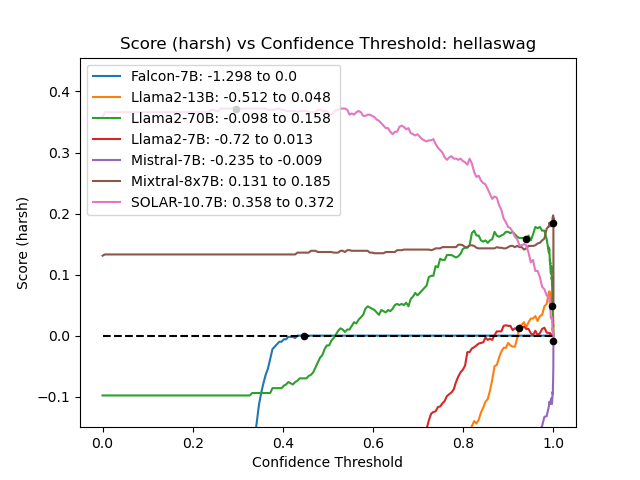 Score (harsh) vs Confidence Threshold: hellaswag
Score (harsh)
0.4
0.3
0.2
0.1
0.0
−0.1
Falcon-7B: -1.298 to 0.0
Llama2-13B: -0.512 to 0.048
Llama2-70B: -0.098 to 0.158
Llama2-7B: -0.72 to 0.013
Mistral-7B: -0.235 to -0.009
Mixtral-8x7B: 0.131 to 0.185
SOLAR-10.7B: 0.358 to 0.372
0.0
0.2
0.4
0.6
0.8
1.0
Confidence Threshold